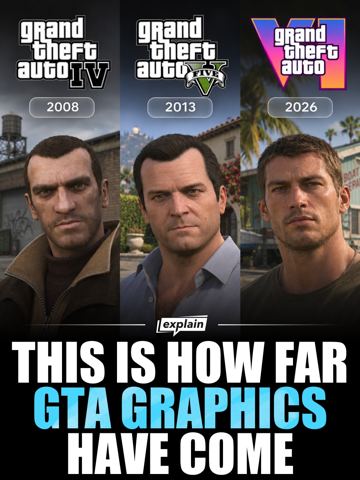 grand theft auto IV
grand theft auto V FIVE
VI grand theft auto
2008
2013
2026
explain
THIS IS HOW FAR
GTA GRAPHICS
HAVE COME